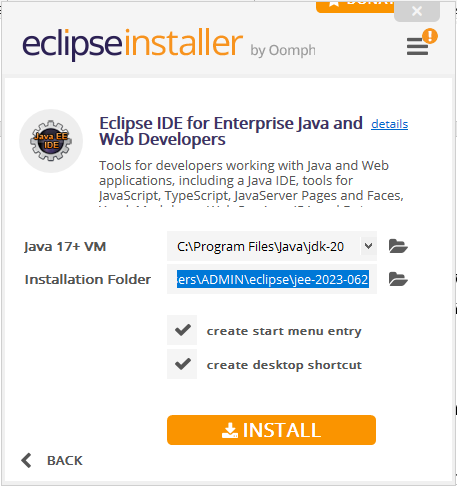 DONAT
eclipseinstaller by Oomph
Java EE
IDE
Eclipse IDE for Enterprise Java and
Web Developers
details
Tools for developers working with Java and Web
applications, including a Java IDE, tools for
JavaScript, TypeScript, JavaServer Pages and Faces,
Java 17+ VM
C:\Program Files\Java\jdk-20
Installation Folder
ers\ADMIN\eclipse\jee-2023-062
create start menu entry
create desktop shortcut
INSTALL
BACK